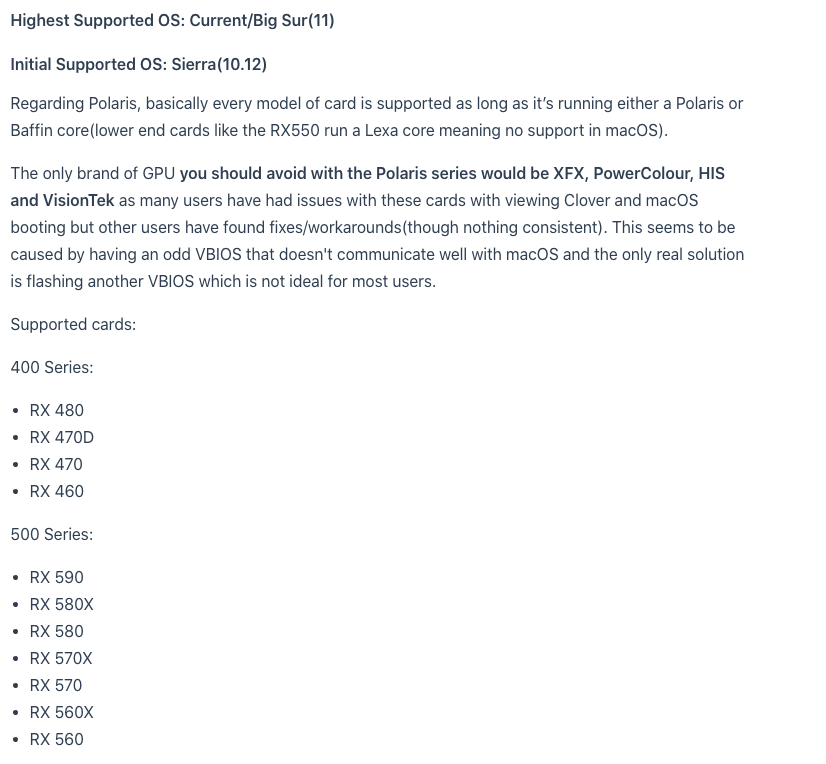 Highest Supported OS: Current/Big Sur(11)
Initial Supported OS: Sierra(10.12)
Regarding Polaris, basically every model of card is supported as long as it’s running either a Polaris or
Baffin core(lower end cards like the RX550 run a Lexa core meaning no support in macOS).
The only brand of GPU you should avoid with the Polaris series would be XFX, PowerColour, HIS
and VisionTek as many users have had issues with these cards with viewing Clover and macOS
booting but other users have found fixes/workarounds(though nothing consistent). This seems to be
caused by having an odd VBIOS that doesn't communicate well with macOS and the only real solution
is flashing another VBIOS which is not ideal for most users.
Supported cards:
400 Series:
• RX 480
• RX 470D
• RX 470
• RX 460
500 Series:
• RX 590
• RX 580X
• RX 580
• RX 570X
• RX 570
• RX 560X
• RX 560